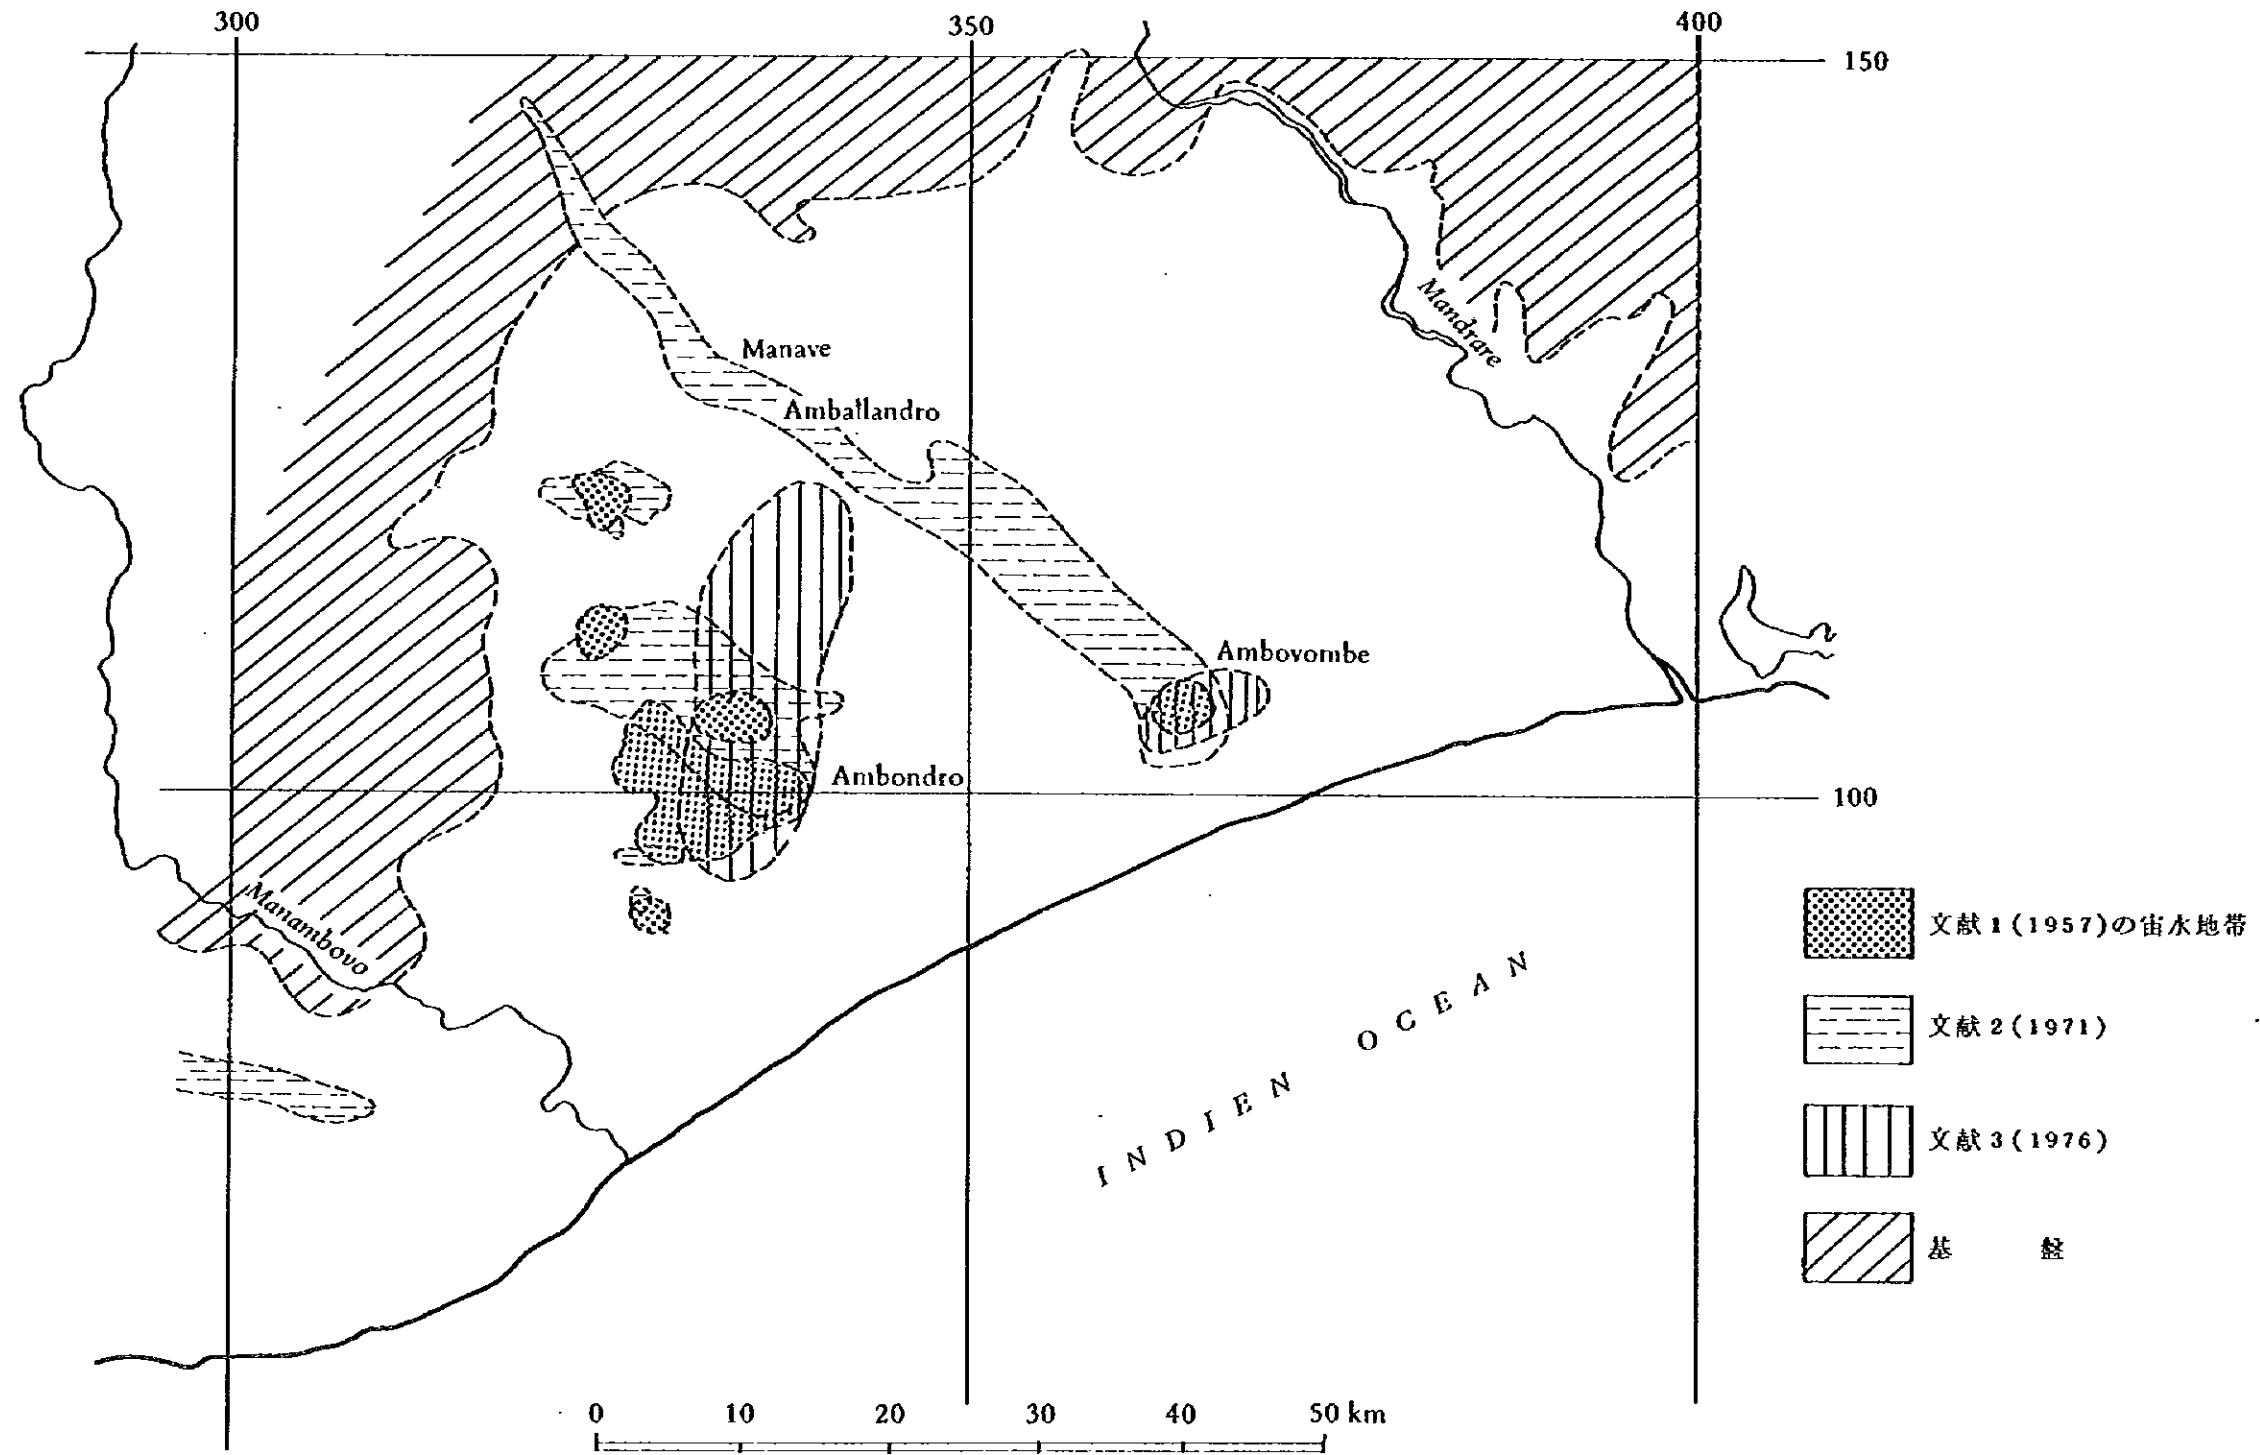 300
350
400
150
Mandrare
Manave
Amballandro
Ambovombe
Ambondro
100
Manambovo
文献1(1957)の宙水地帯
文献2(1971)
文献3(1976)
基 盤
INDIEN OCEAN
0 10 20 30 40 50 km